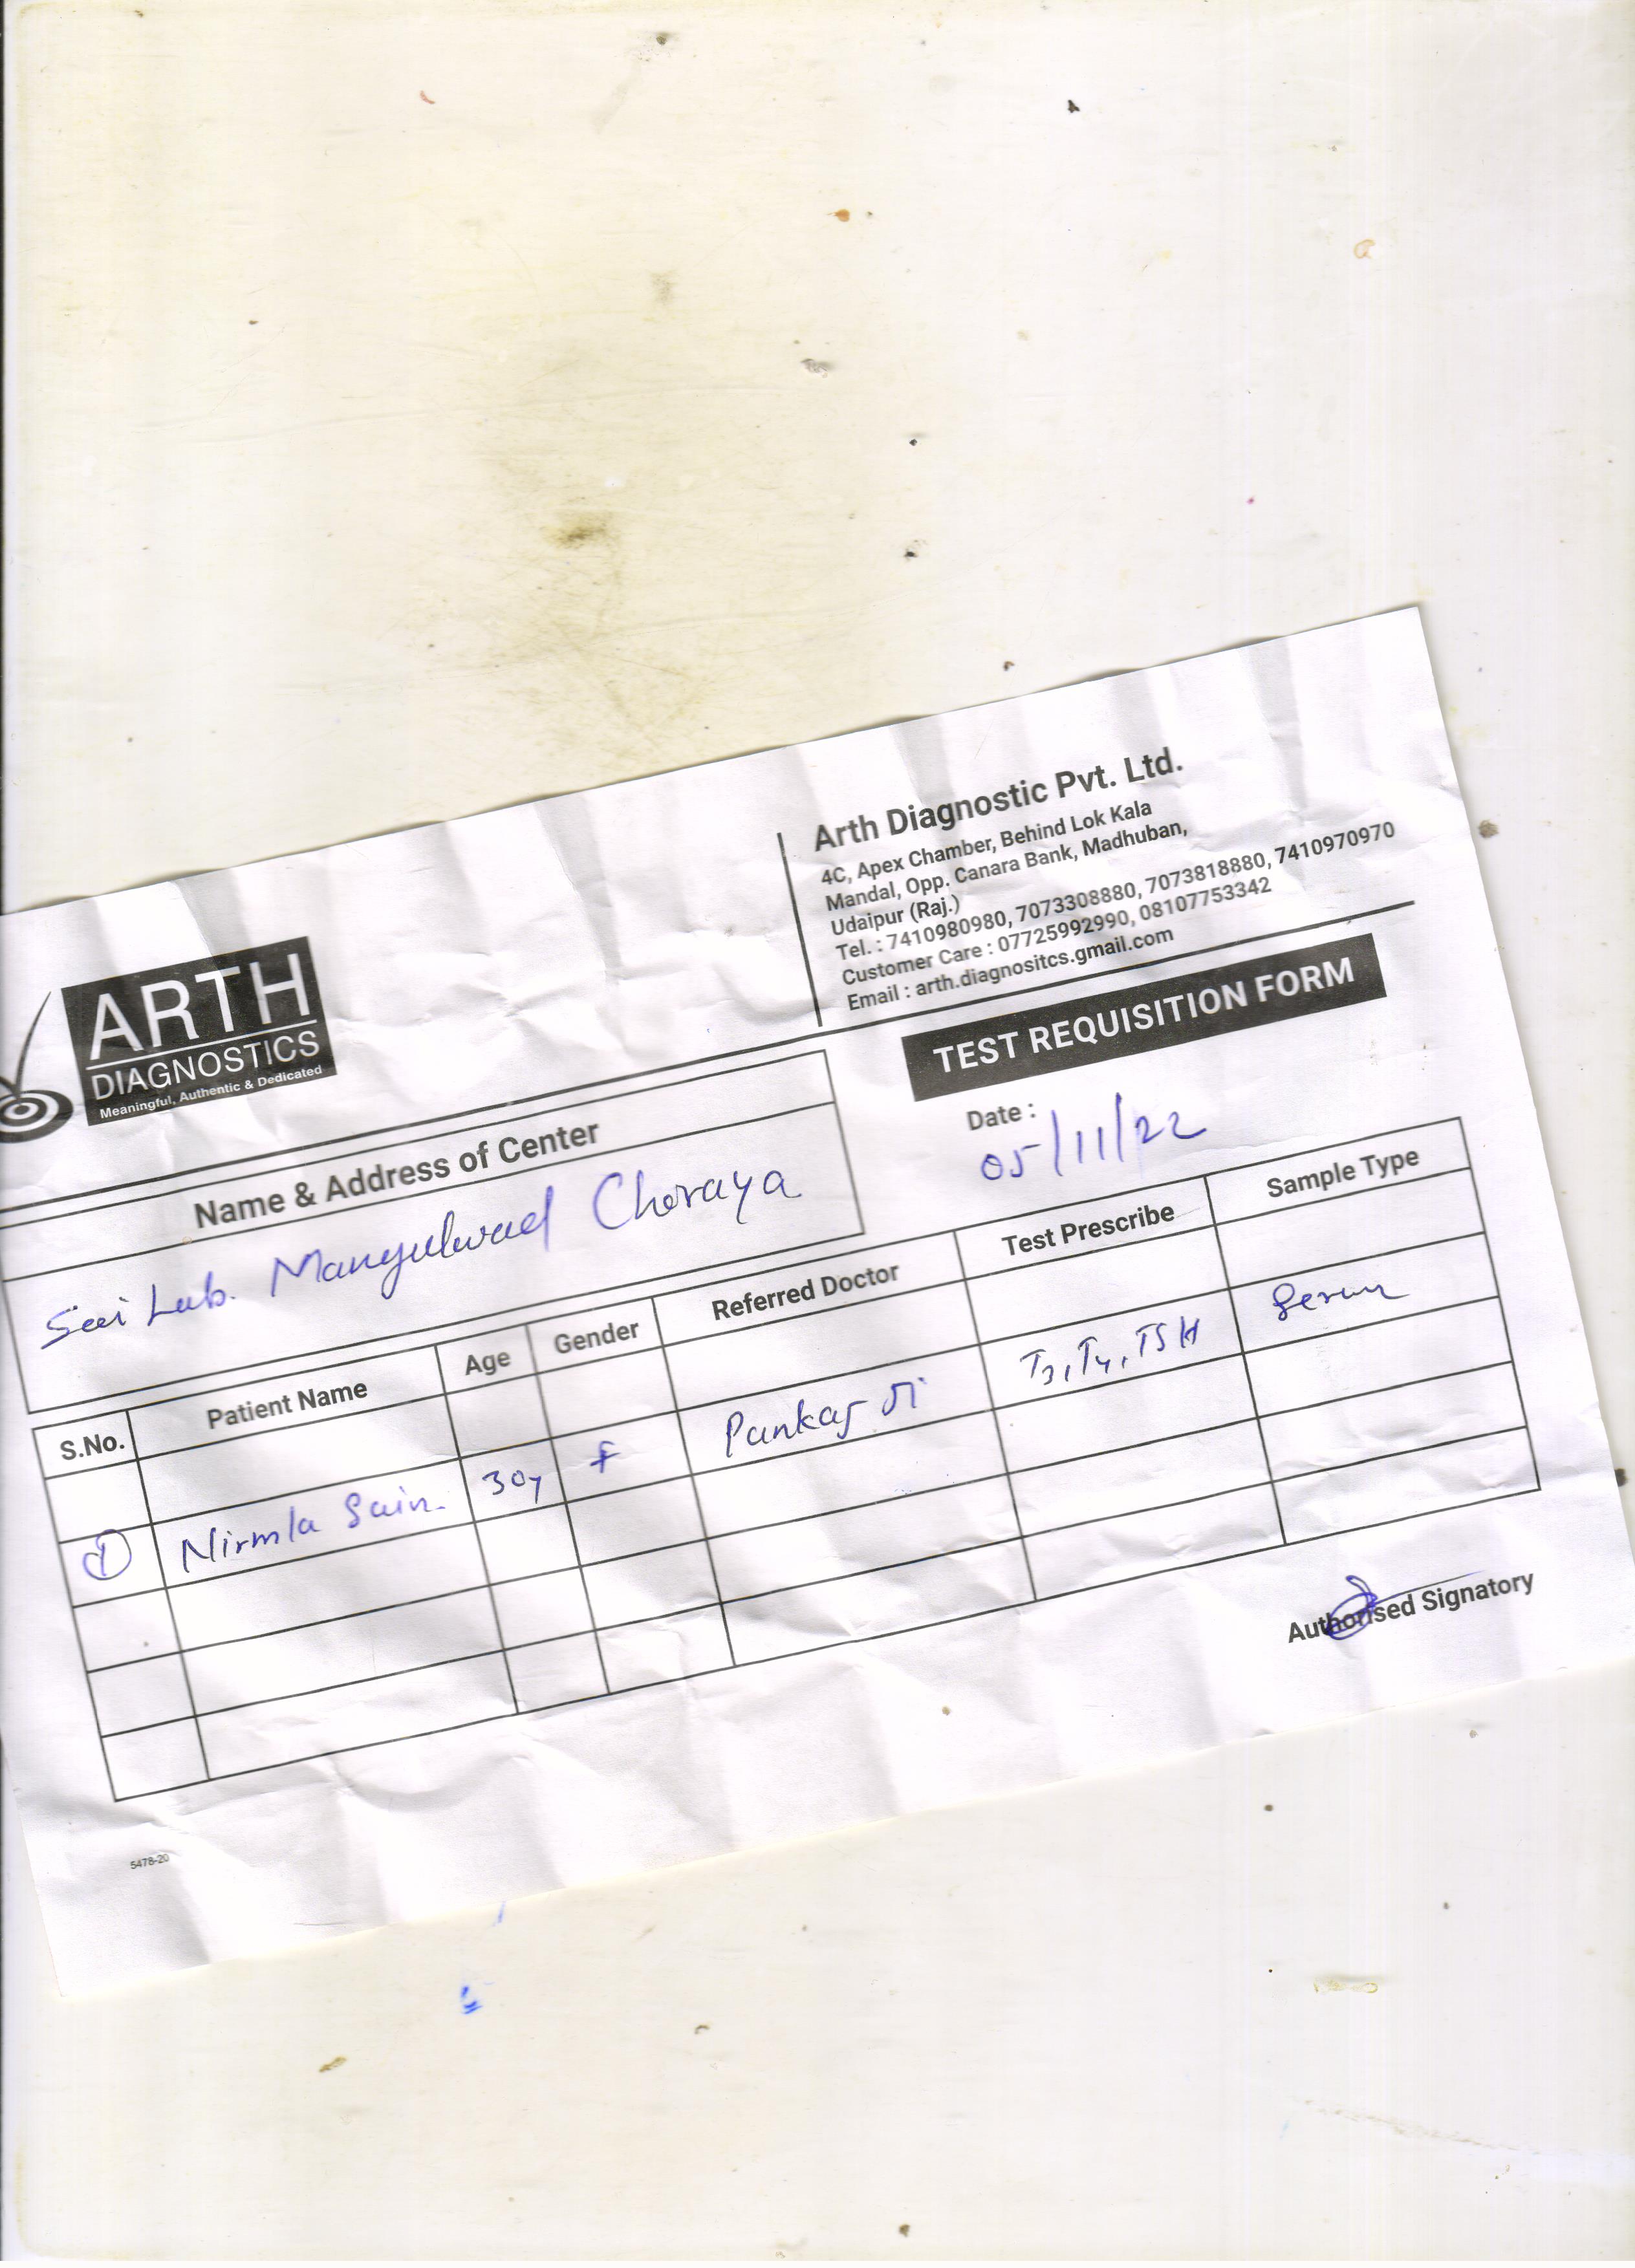 ARTH
DIAGNOSTICS
Meaningful, Authentic & Dedicated
Arth Diagnostic Pvt. Ltd.
4C, Apex Chamber, Behind Lok Kala
Mandal, Opp. Canara Bank, Madhuban,
Udaipur (Raj.)
Tel. : 7410980980, 7073308880, 7073818880, 7410970970
Customer Care : 07725992990, 08107753342
Email : arth.diagnositcs.gmail.com
TEST REQUISITION FORM
Name & Address of Center
Sai Lab. Choraya
Date :
05/11/22
S.No. Patient Name Age Gender Referred Doctor Test Prescribe Sample Type
1 Nirmla Sain 30y F Pankaj Ji T3, T4, TSH Serum
Authorised Signatory
5478-20